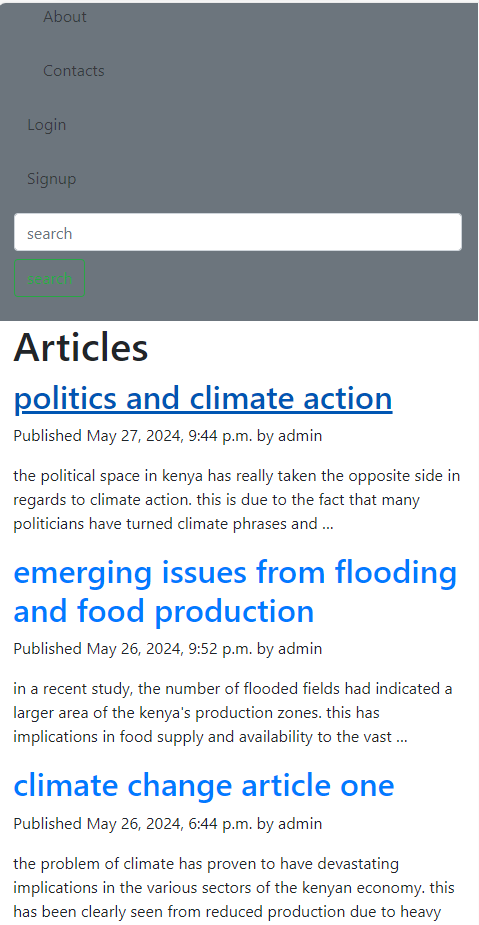 About
Contacts
Login
Signup
search
search
Articles
politics and climate action
Published May 27, 2024, 9:44 p.m. by admin
the political space in kenya has really taken the opposite side in
regards to climate action. this is due to the fact that many
politicians have turned climate phrases and ...
emerging issues from flooding
and food production
Published May 26, 2024, 9:52 p.m. by admin
in a recent study, the number of flooded fields had indicated a
larger area of the kenya's production zones. this has
implications in food supply and availability to the vast ...
climate change article one
Published May 26, 2024, 6:44 p.m. by admin
the problem of climate has proven to have devastating
implications in the various sectors of the kenyan economy. this
has been clearly seen from reduced production due to heavy